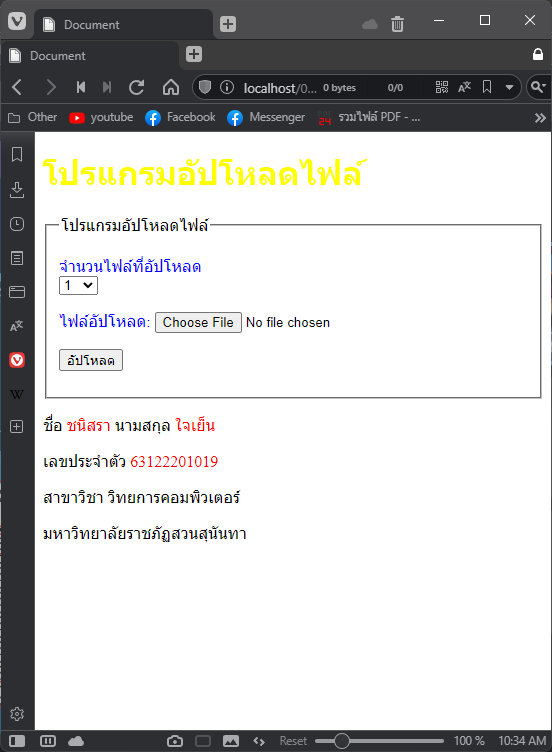 Document
Document
localhost/0... 0 bytes 0/0
Other youtube Facebook Messenger 24 รวมไฟล์ PDF - ...
โปรแกรมอัปโหลดไฟล์
โปรแกรมอัปโหลดไฟล์
จำนวนไฟล์ที่อัปโหลด
1
ไฟล์อัปโหลด: Choose File No file chosen
อัปโหลด
ชื่อ ชนิสรา นามสกุล ใจเย็น
เลขประจำตัว 63122201019
สาขาวิชา วิทยการคอมพิวเตอร์
มหาวิทยาลัยราชภัฏสวนสุนันทา
Reset 100 % 10:34 AM